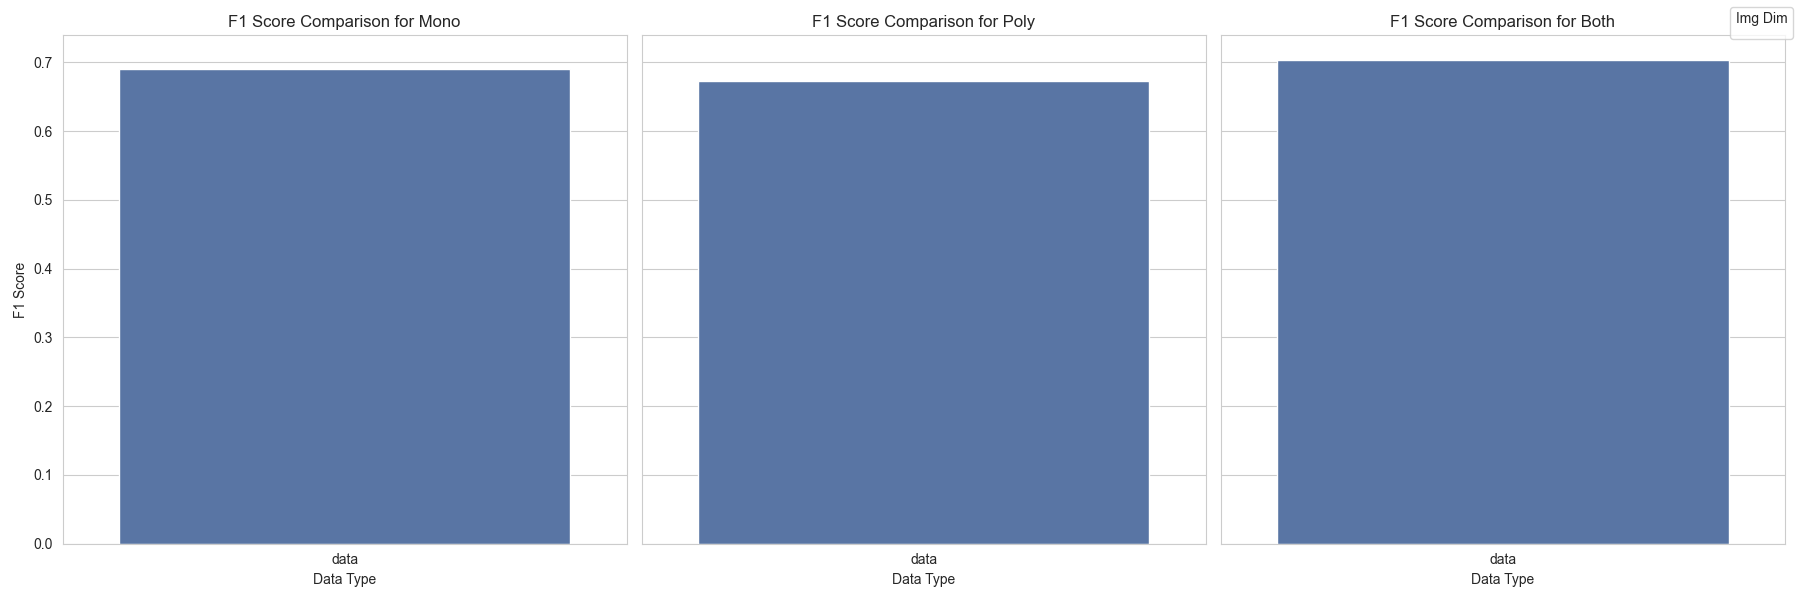 F1 Score Comparison for Mono
F1 Score Comparison for Poly
F1 Score Comparison for Both
Img Dim
0.7
0.6
0.5
0.4
0.3
0.2
0.1
0.0
F1 Score
data
data
data
Data Type
Data Type
Data Type